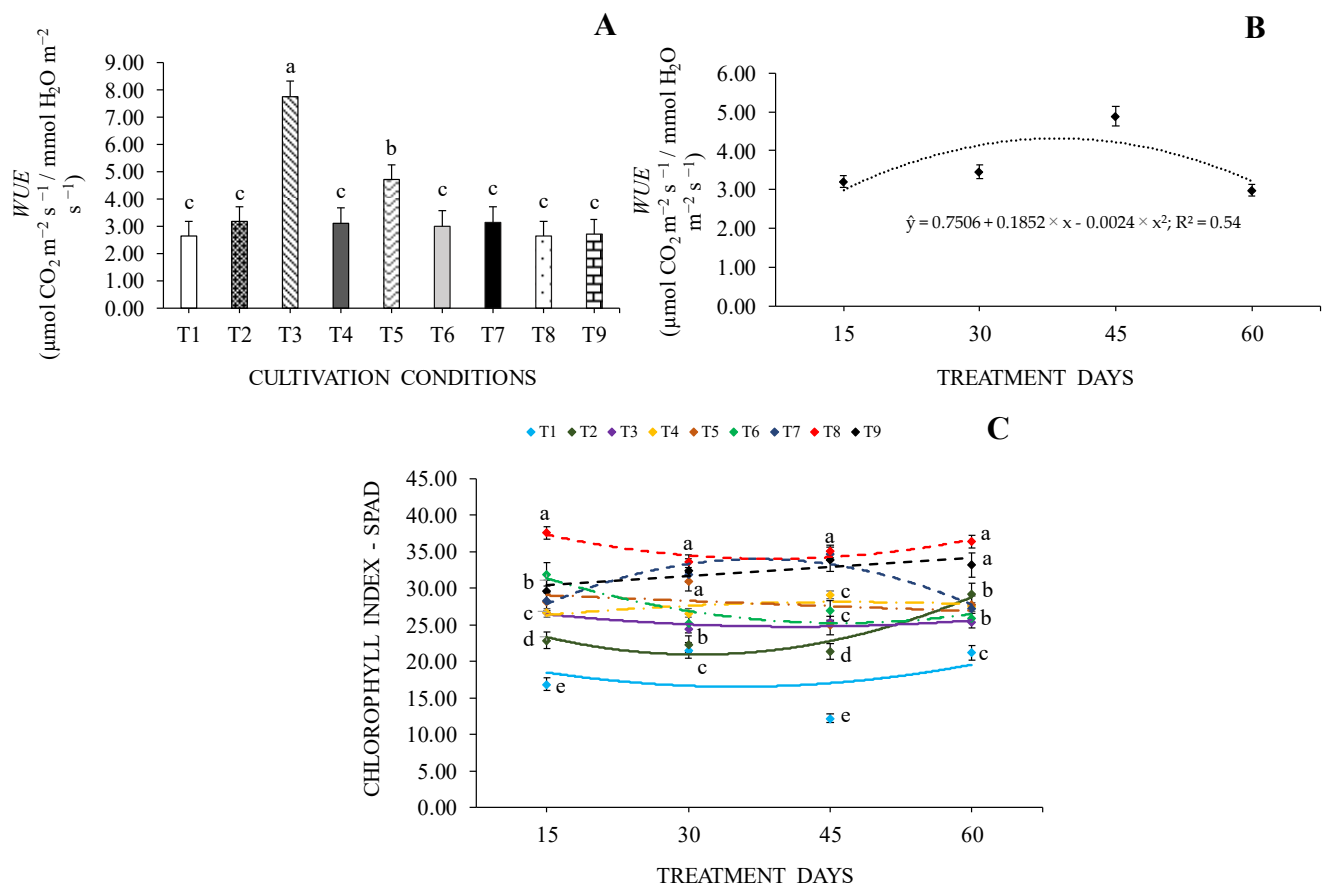 A
WUE
(μmol CO₂ m⁻² s⁻¹ / mmol H₂O m⁻²
s⁻¹)
9.00
8.00
7.00
6.00
5.00
4.00
3.00
2.00
1.00
0.00
c c a c b c c c c
T1 T2 T3 T4 T5 T6 T7 T8 T9
CULTIVATION CONDITIONS
B
WUE
(μmol CO₂ m⁻² s⁻¹ / mmol H₂O
m⁻² s⁻¹)
6.00
5.00
4.00
3.00
2.00
1.00
0.00
ŷ = 0.7506 + 0.1852 × x - 0.0024 × x²; R² = 0.54
15 30 45 60
TREATMENT DAYS
C
T1 T2 T3 T4 T5 T6 T7 T8 T9
CHLOROPHYLL INDEX - SPAD
45.00
40.00
35.00
30.00
25.00
20.00
15.00
10.00
5.00
0.00
a a a a
a
b a c b
c b c b
d c d c
e e
15 30 45 60
TREATMENT DAYS